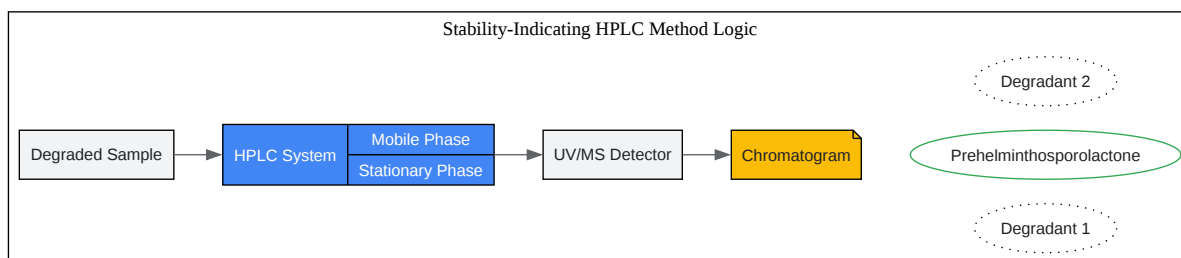 Stability-Indicating HPLC Method Logic
Degraded Sample
HPLC System
Mobile Phase
Stationary Phase
UV/MS Detector
Chromatogram
Degradant 2
Prehelminthosporolactone
Degradant 1